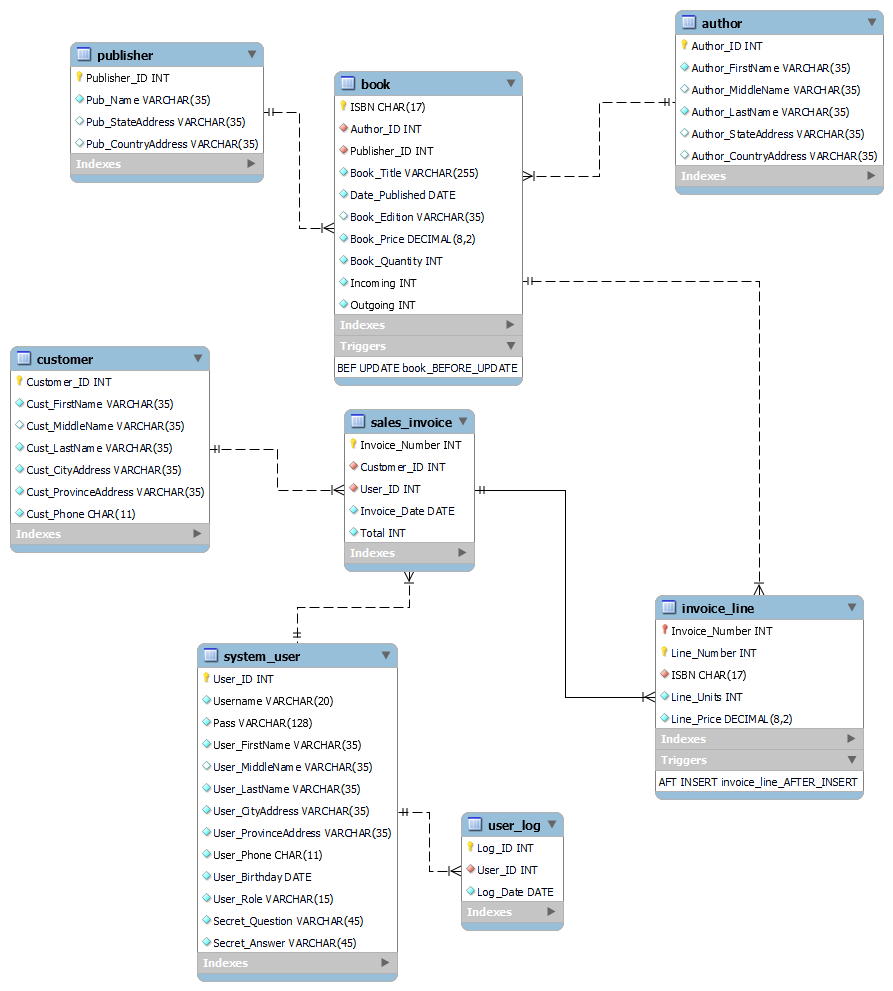 publisher
Publisher_ID INT
Pub_Name VARCHAR(35)
Pub_StateAddress VARCHAR(35)
Pub_CountryAddress VARCHAR(35)
Indexes
book
ISBN CHAR(17)
Author_ID INT
Publisher_ID INT
Book_Title VARCHAR(255)
Date_Published DATE
Book_Edition VARCHAR(35)
Book_Price DECIMAL(8,2)
Book_Quantity INT
Incoming INT
Outgoing INT
Indexes
Triggers
BEF UPDATE book_BEFORE_UPDATE
author
Author_ID INT
Author_FirstName VARCHAR(35)
Author_MiddleName VARCHAR(35)
Author_LastName VARCHAR(35)
Author_StateAddress VARCHAR(35)
Author_CountryAddress VARCHAR(35)
Indexes
customer
Customer_ID INT
Cust_FirstName VARCHAR(35)
Cust_MiddleName VARCHAR(35)
Cust_LastName VARCHAR(35)
Cust_CityAddress VARCHAR(35)
Cust_ProvinceAddress VARCHAR(35)
Cust_Phone CHAR(11)
Indexes
sales_invoice
Invoice_Number INT
Customer_ID INT
User_ID INT
Invoice_Date DATE
Total INT
Indexes
invoice_line
Invoice_Number INT
Line_Number INT
ISBN CHAR(17)
Line_Units INT
Line_Price DECIMAL(8,2)
Indexes
Triggers
AFT INSERT invoice_line_AFTER_INSERT
system_user
User_ID INT
Username VARCHAR(20)
Pass VARCHAR(128)
User_FirstName VARCHAR(35)
User_MiddleName VARCHAR(35)
User_LastName VARCHAR(35)
User_CityAddress VARCHAR(35)
User_ProvinceAddress VARCHAR(35)
User_Phone CHAR(11)
User_Birthday DATE
User_Role VARCHAR(15)
Secret_Question VARCHAR(45)
Secret_Answer VARCHAR(45)
Indexes
user_log
Log_ID INT
User_ID INT
Log_Date DATE
Indexes